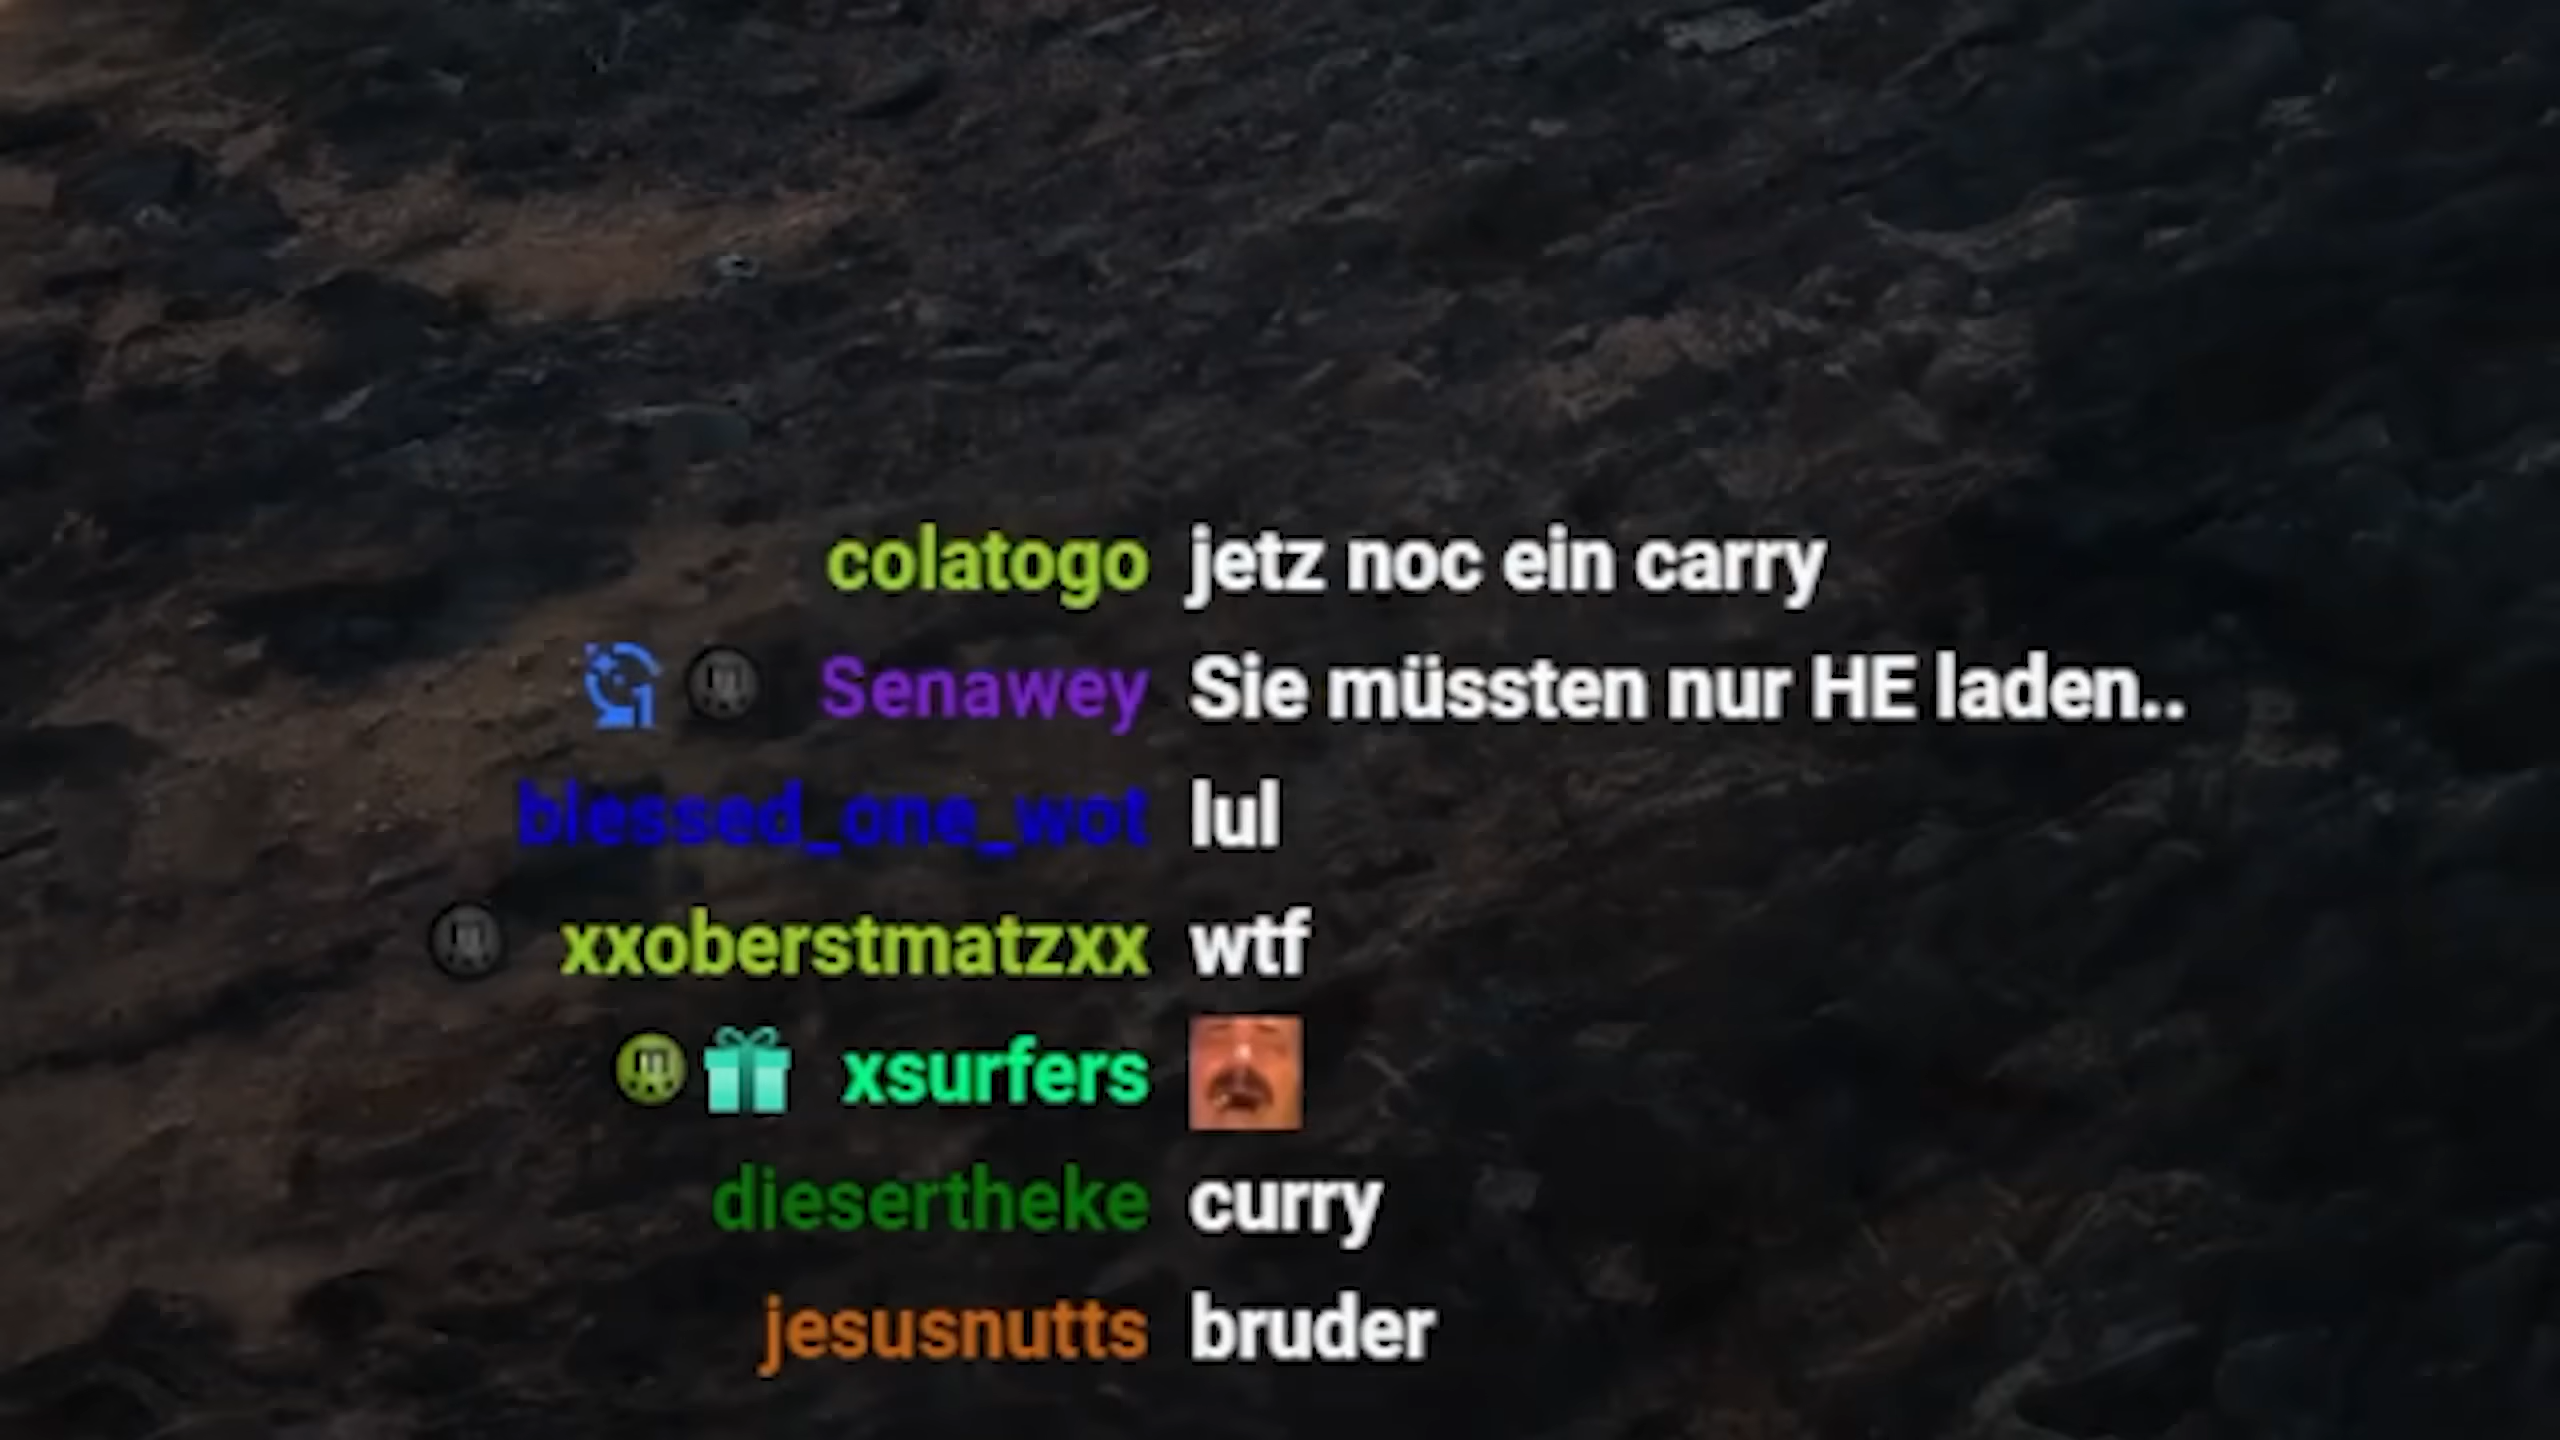 colatogo jetz noc ein carry
Senawey Sie müssten nur HE laden..
blessed_one_wot lul
xxoberstmatzxx wtf
xsurfers
diesertheke curry
jesusnutts bruder